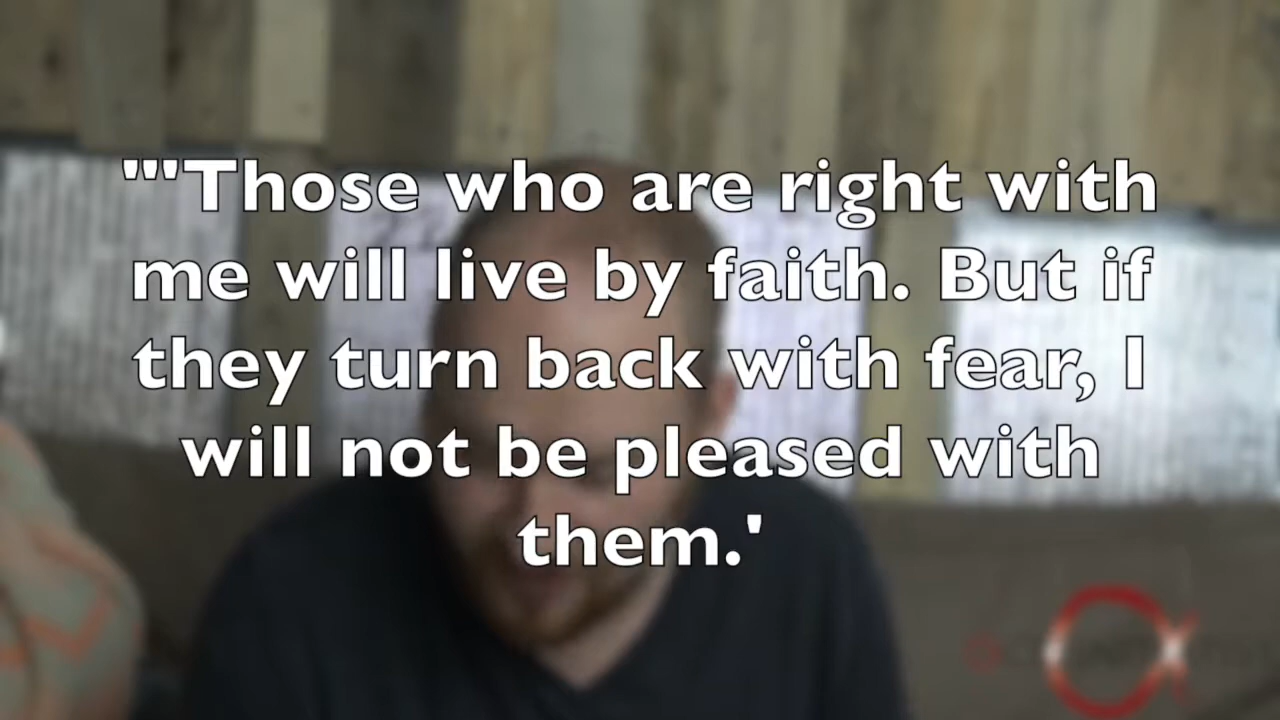 "'Those who are right with
me will live by faith. But if
they turn back with fear, I
will not be pleased with
them.'